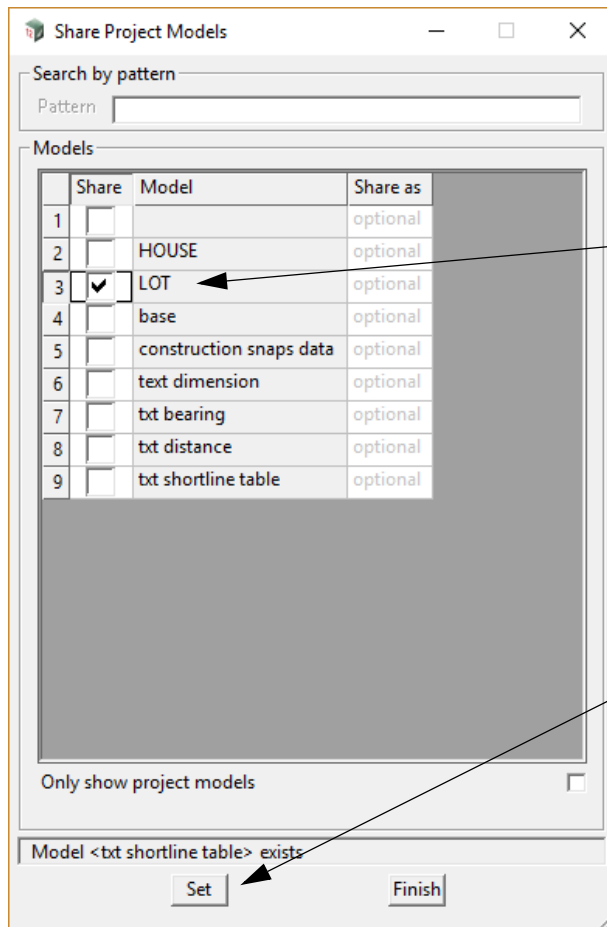 Share Project Models
Search by pattern
Pattern
Models
Share Model Share as
1 optional
2 HOUSE optional
3 LOT optional
4 base optional
5 construction snaps data optional
6 text dimension optional
7 txt bearing optional
8 txt distance optional
9 txt shortline table optional
Only show project models
Model <txt shortline table> exists
Set Finish